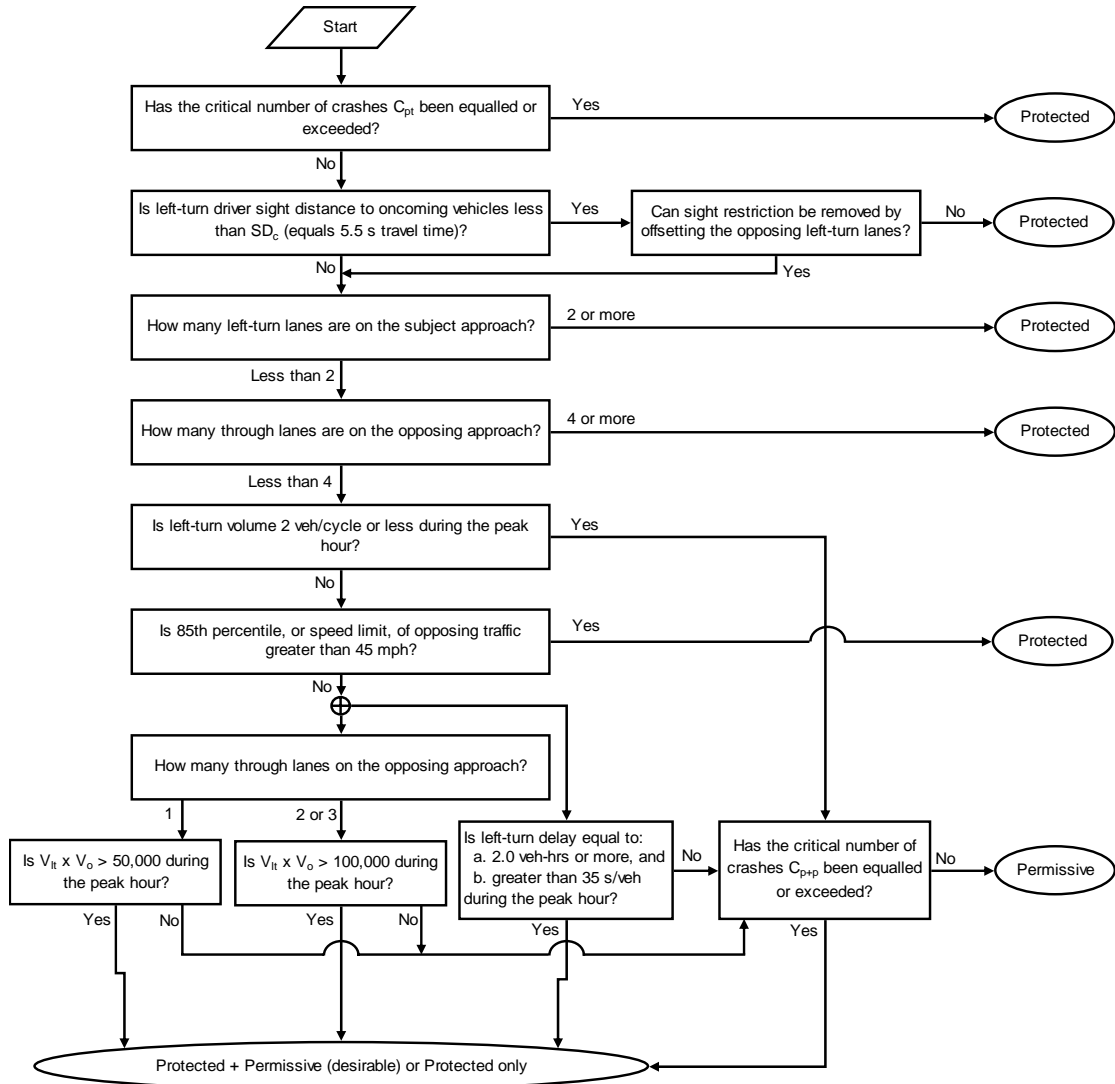 Start
Has the critical number of crashes Cpt been equalled or
exceeded?
Yes
Protected
No
Is left-turn driver sight distance to oncoming vehicles less
than SDc (equals 5.5 s travel time)?
Yes
Can sight restriction be removed by
offsetting the opposing left-turn lanes?
No
Protected
No
Yes
How many left-turn lanes are on the subject approach?
2 or more
Protected
Less than 2
How many through lanes are on the opposing approach?
4 or more
Protected
Less than 4
Is left-turn volume 2 veh/cycle or less during the peak
hour?
Yes
No
Is 85th percentile, or speed limit, of opposing traffic
greater than 45 mph?
Yes
Protected
No
How many through lanes on the opposing approach?
1
2 or 3
Is Vlt x Vo > 50,000 during
the peak hour?
Is Vlt x Vo > 100,000 during
the peak hour?
Is left-turn delay equal to:
a. 2.0 veh-hrs or more, and
b. greater than 35 s/veh
during the peak hour?
No
Has the critical number of
crashes Cp+p been equalled
or exceeded?
No
Permissive
Yes
No
Yes
No
Yes
Yes
Protected + Permissive (desirable) or Protected only